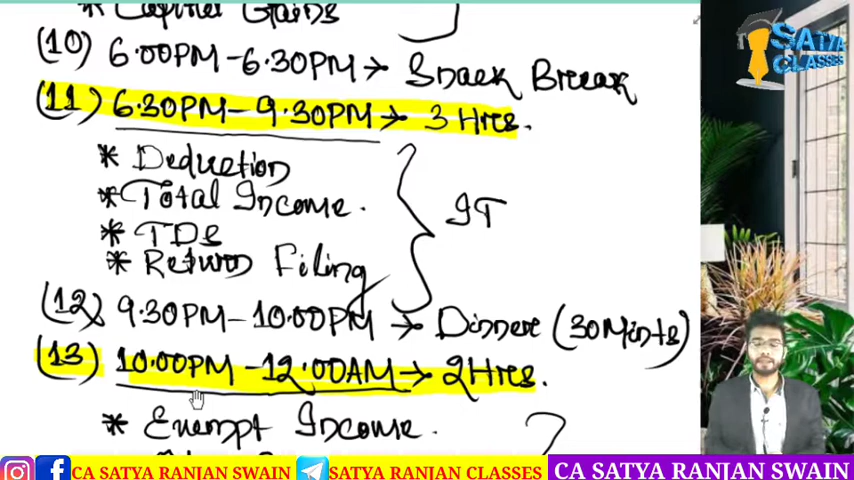 * Capital Gains
(10) 6.00PM-6.30PM → Snack Break
(11) 6.30PM-9.30PM → 3 Hrs.
* Deduction
* Total Income.
* TDS
* Return Filing
IT
(12) 9.30PM-10.00PM → Dinner (30 Mints)
(13) 10.00PM-12.00AM → 2 Hrs.
* Exempt Income.
SATYA
CLASSES
CA SATYA RANJAN SWAIN
SATYA RANJAN CLASSES
CA SATYA RANJAN SWAIN